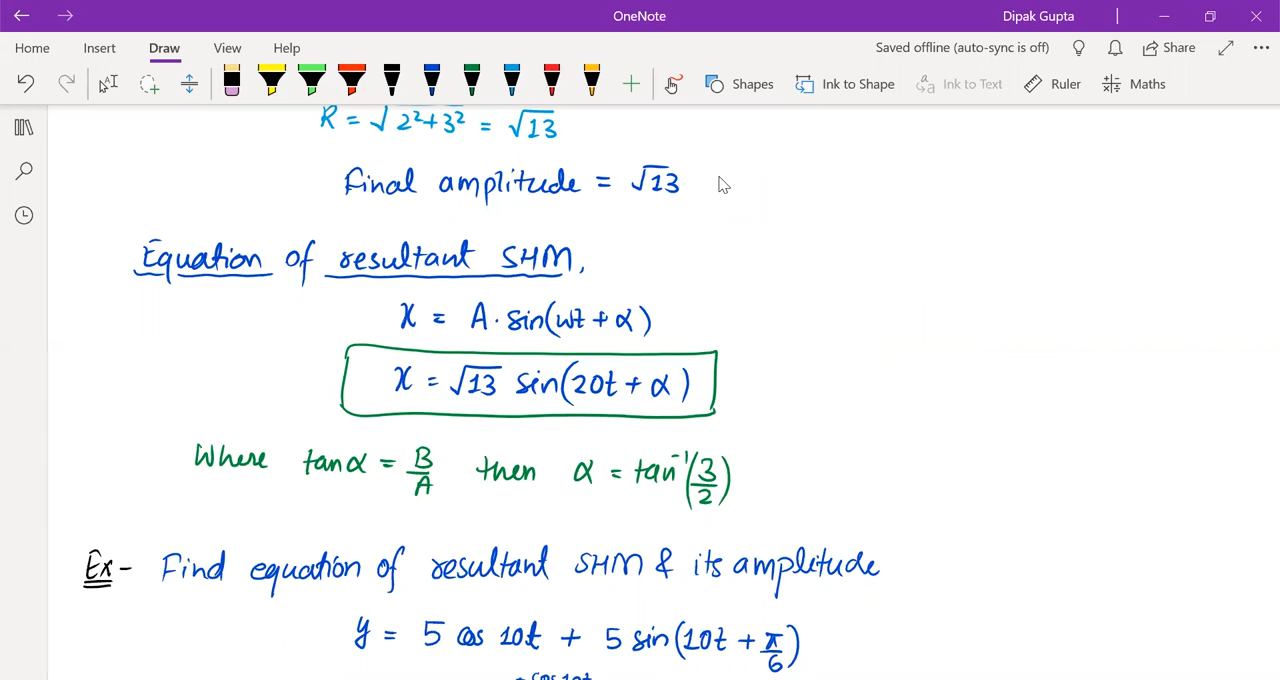 OneNote
Dipak Gupta
Home Insert Draw View Help
Saved offline (auto-sync is off)
Share
Shapes
Ink to Shape
Ink to Text
Ruler
Maths
R = √2²+3² = √13
Final amplitude = √13
Equation of resultant SHM,
x = A · sin(wt + α)
x = √13 sin(20t + α)
Where tanα = B/A then α = tan⁻¹(3/2)
Ex - Find equation of resultant SHM & its amplitude
y = 5 cos 10t + 5 sin(10t + π/6)
= cos10t